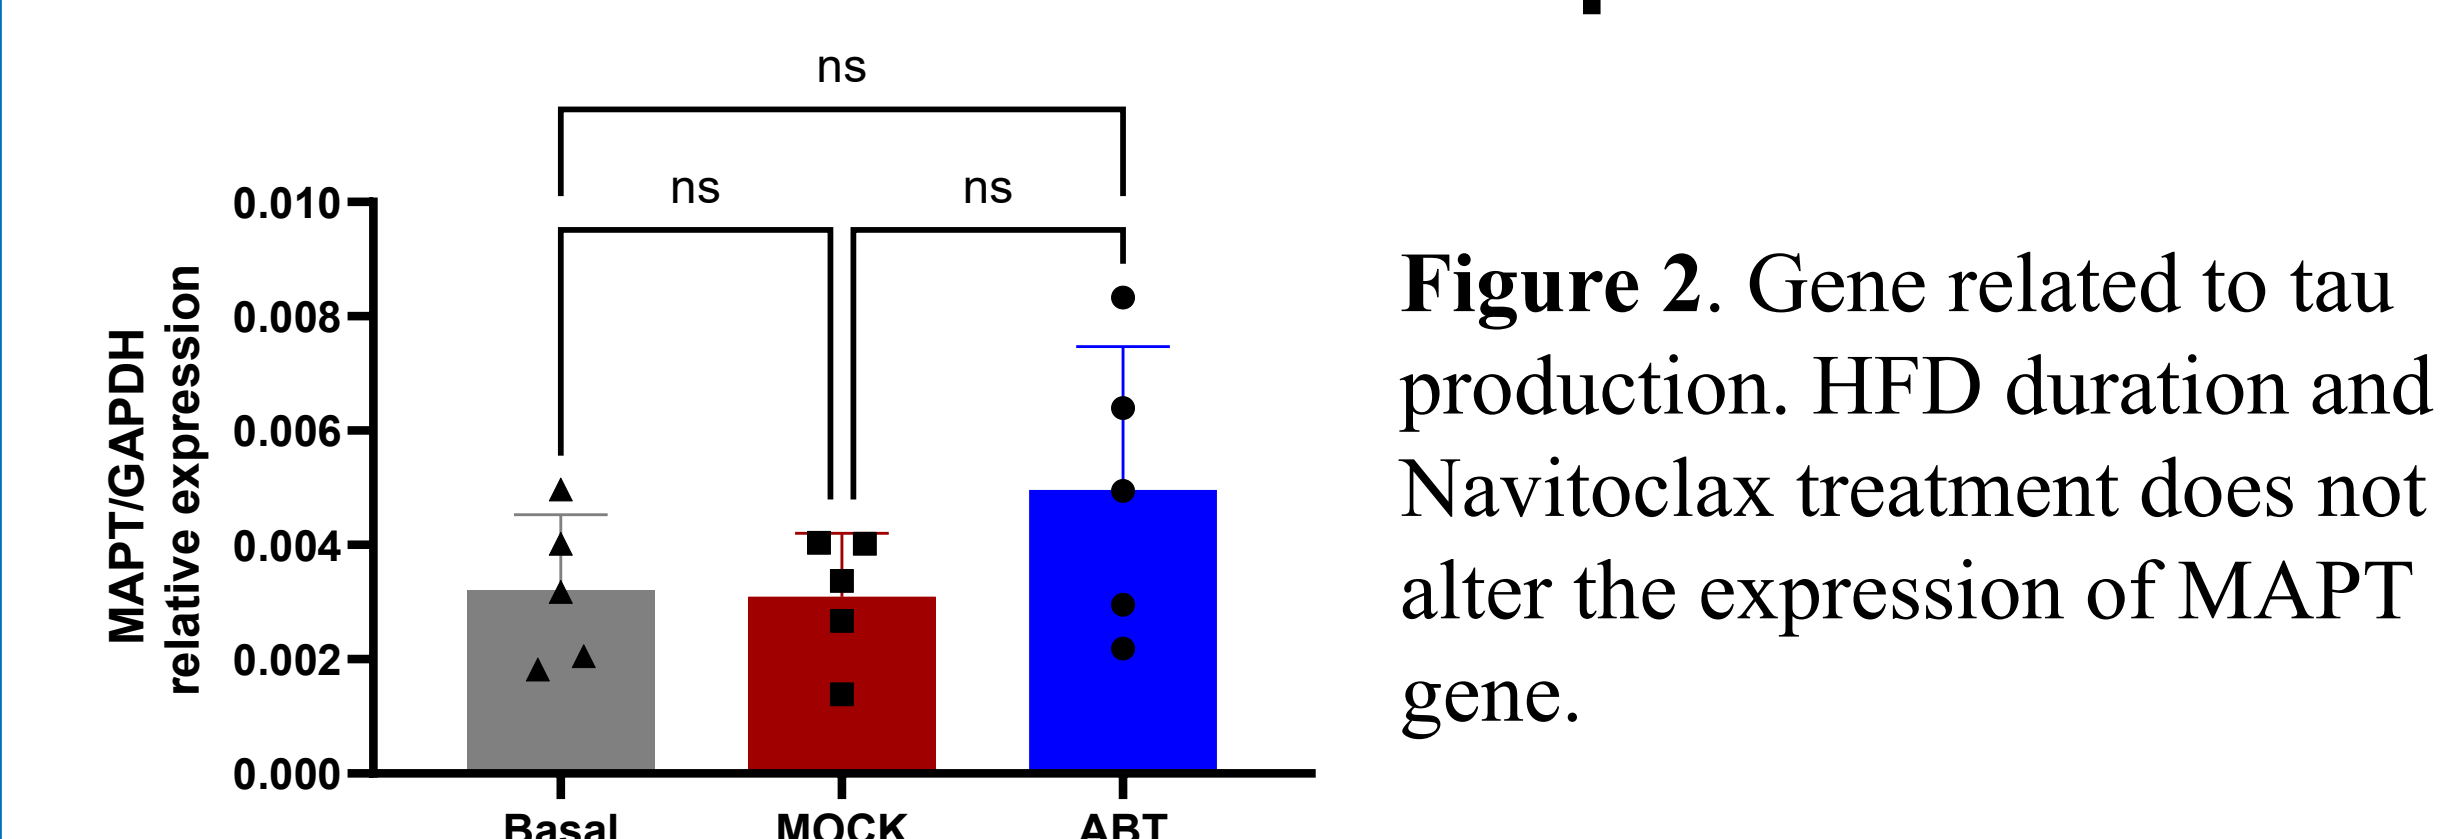 ns
ns
ns
0.010
0.008
0.006
0.004
0.002
0.000
MAPT/GAPDH
relative expression
Basal
MOCK
ABT
Figure 2. Gene related to tau
production. HFD duration and
Navitoclax treatment does not
alter the expression of MAPT
gene.